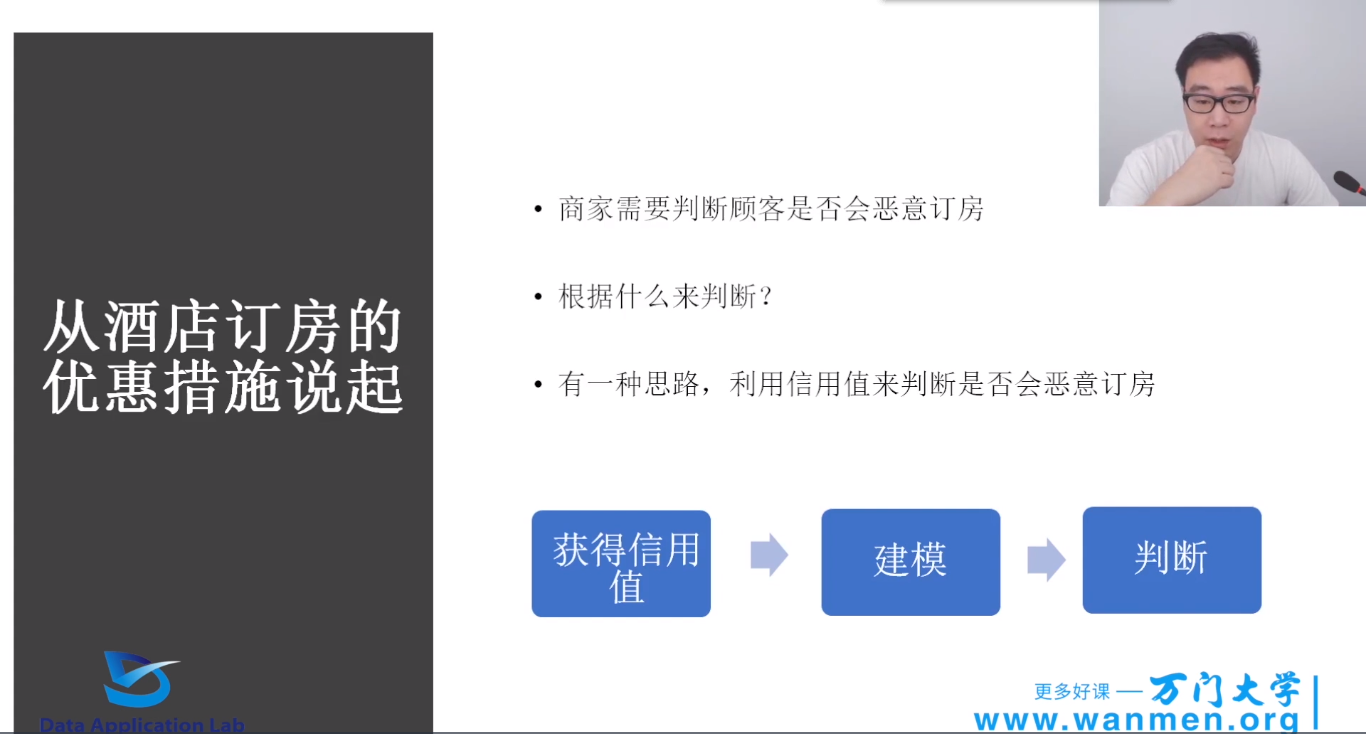 从酒店订房的
优惠措施说起
• 商家需要判断顾客是否会恶意订房
• 根据什么来判断？
• 有一种思路，利用信用值来判断是否会恶意订房
获得信用
值
建模
判断
Data Application Lab
更多好课 — 万门大学
www.wanmen.org